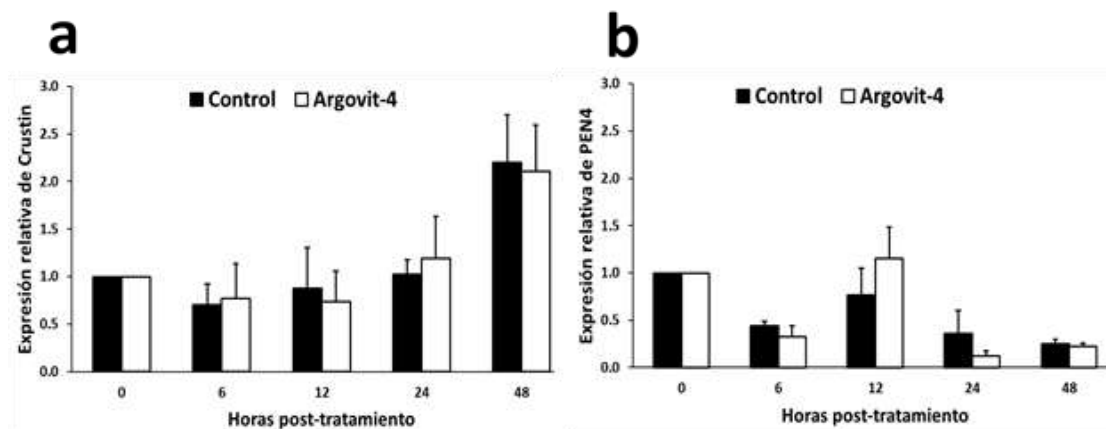 a
3.0
Control Argovit-4
2.5
2.0
1.5
1.0
0.5
0.0
Expresión relativa de Crustin
0 6 12 24 48
Horas post-tratamiento
b
3.0
Control Argovit-4
2.5
2.0
1.5
1.0
0.5
0.0
Expresión relativa de PEN4
0 6 12 24 48
Horas post-tratamiento